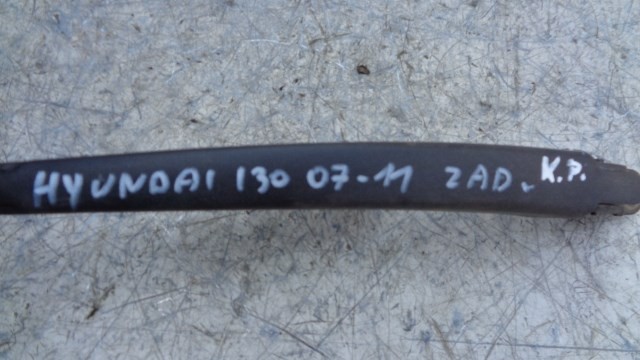 HYUNDAI I30 07-11 ZAD. K.P.